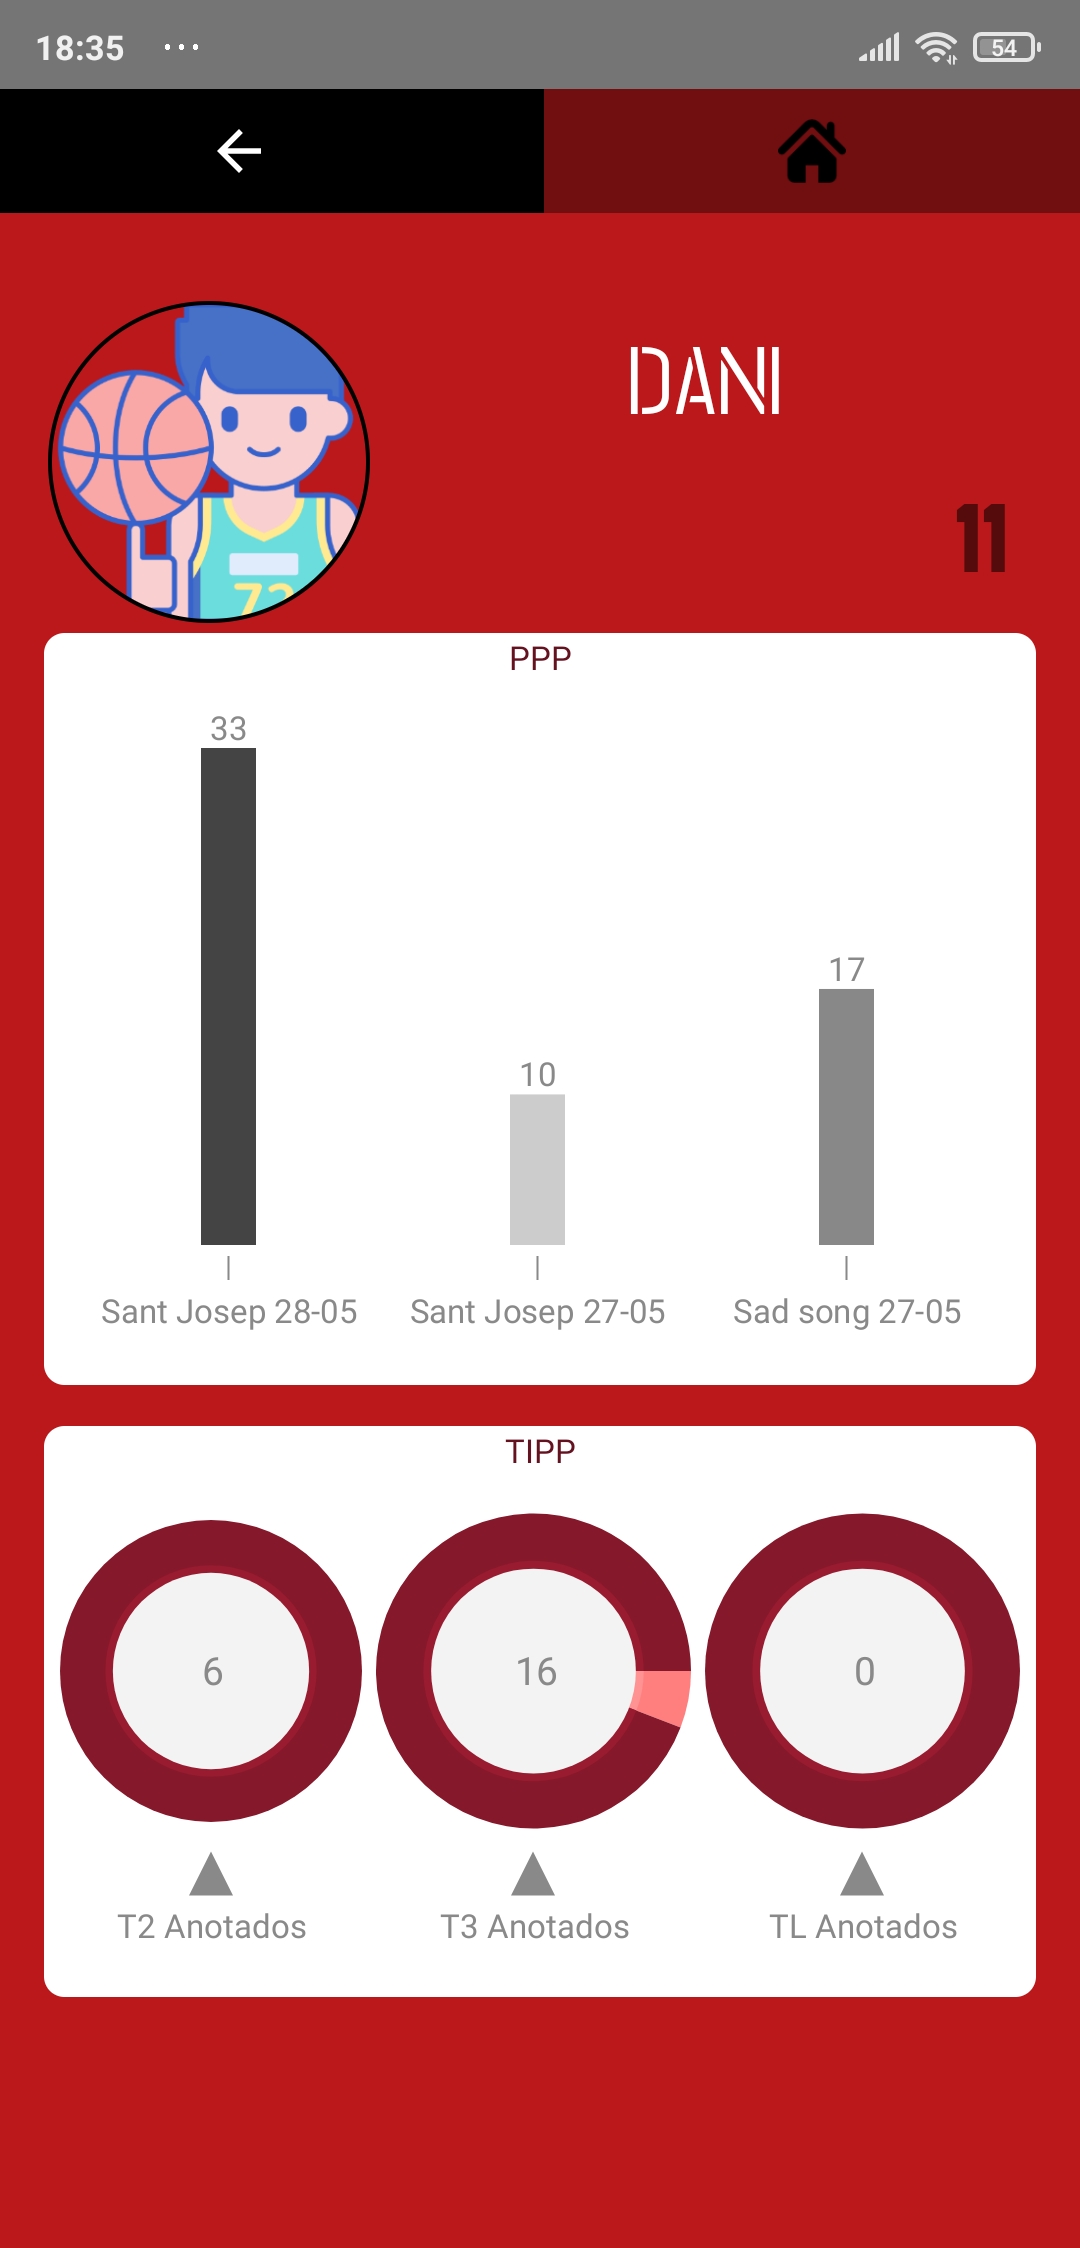 18:35 ... 54
DANI
11
72
PPP
33
10
17
Sant Josep 28-05 Sant Josep 27-05 Sad song 27-05
TIPP
6 16 0
T2 Anotados T3 Anotados TL Anotados